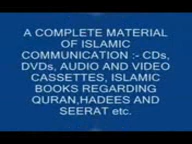 A COMPLETE MATERIAL
OF ISLAMIC
COMMUNICATION :- CDs,
DVDs, AUDIO AND VIDEO
CASSETTES, ISLAMIC
BOOKS REGARDING
QURAN,HADEES AND
SEERAT etc.